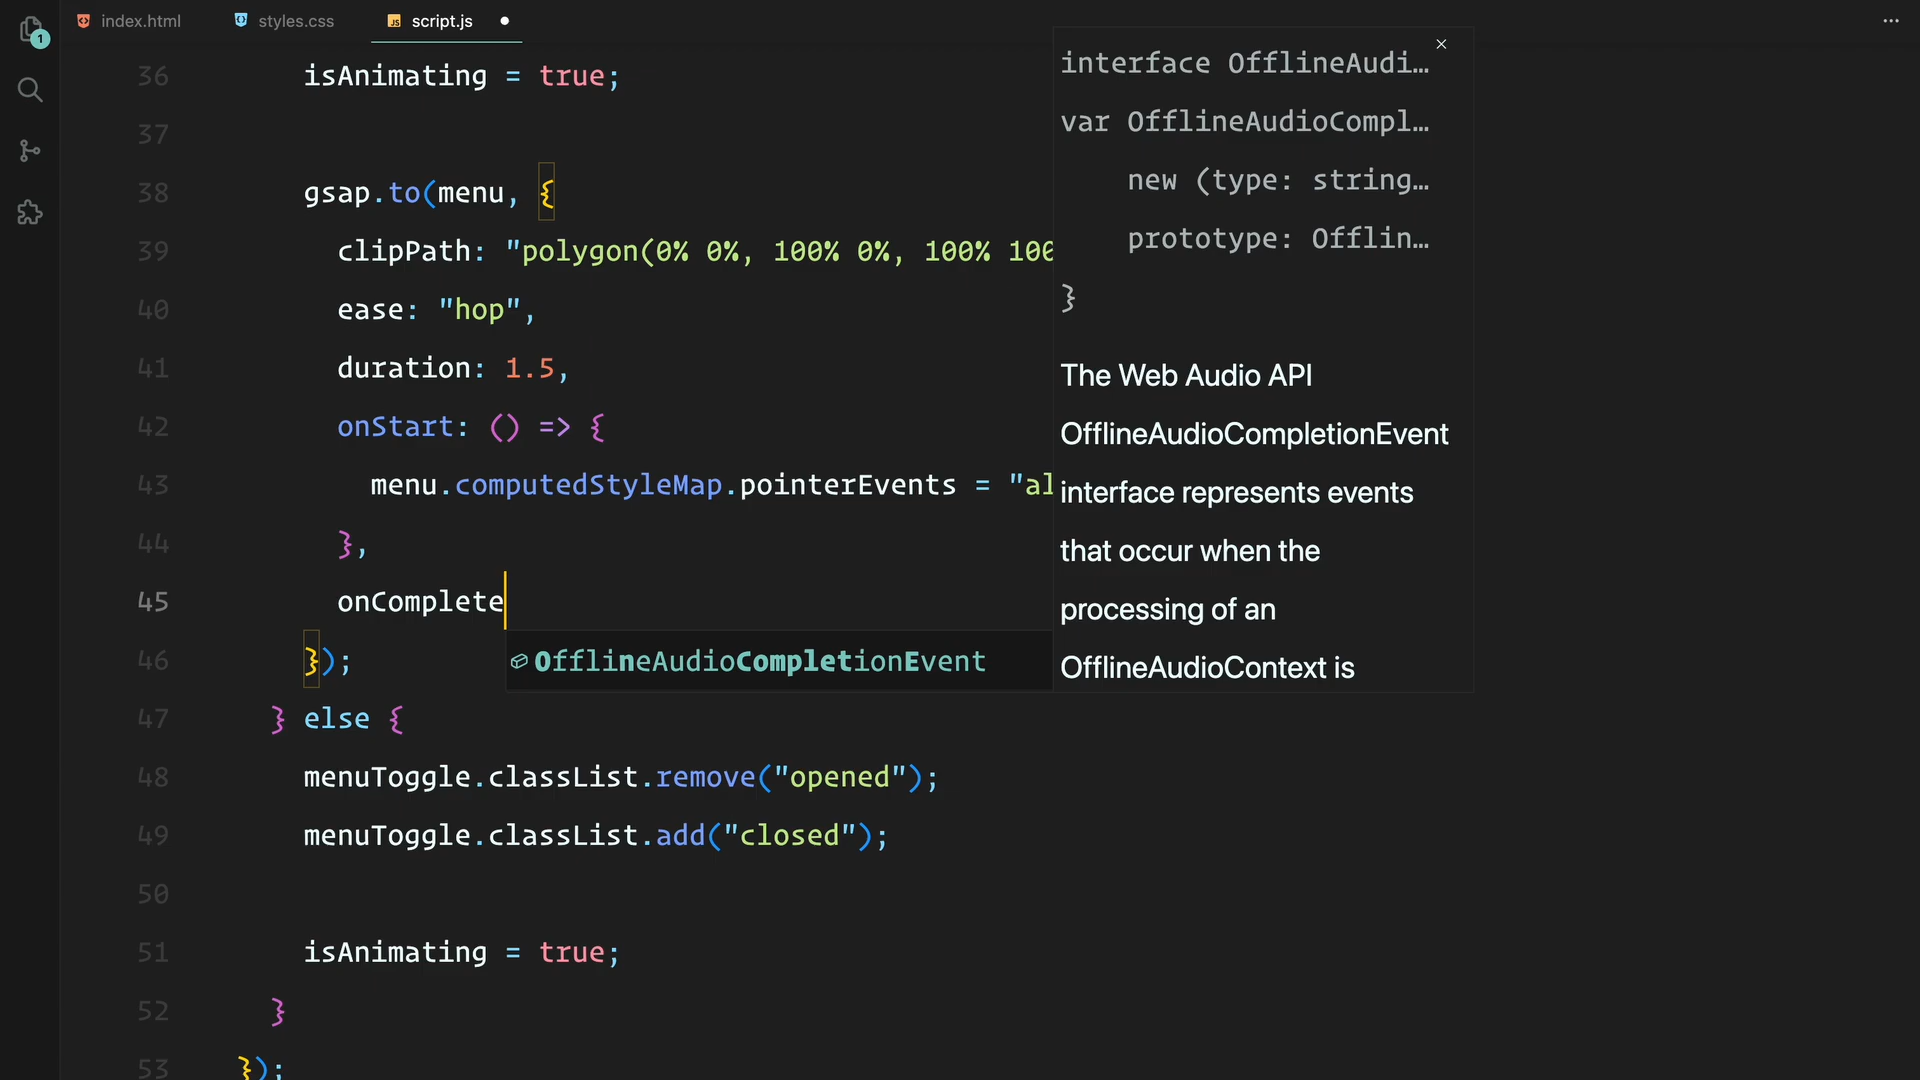 1
index.html
styles.css
JS script.js
36 isAnimating = true;
37
38 gsap.to(menu, {
39 clipPath: "polygon(0% 0%, 100% 0%, 100% 100
40 ease: "hop",
41 duration: 1.5,
42 onStart: () => {
43 menu.computedStyleMap.pointerEvents = "al
44 },
45 onComplete
46 });
47 } else {
48 menuToggle.classList.remove("opened");
49 menuToggle.classList.add("closed");
50
51 isAnimating = true;
52 }
53 });
OfflineAudioCompletionEvent
interface OfflineAudi…
var OfflineAudioCompl…
new (type: string…
prototype: Offlin…
}
The Web Audio API
OfflineAudioCompletionEvent
interface represents events
that occur when the
processing of an
OfflineAudioContext is